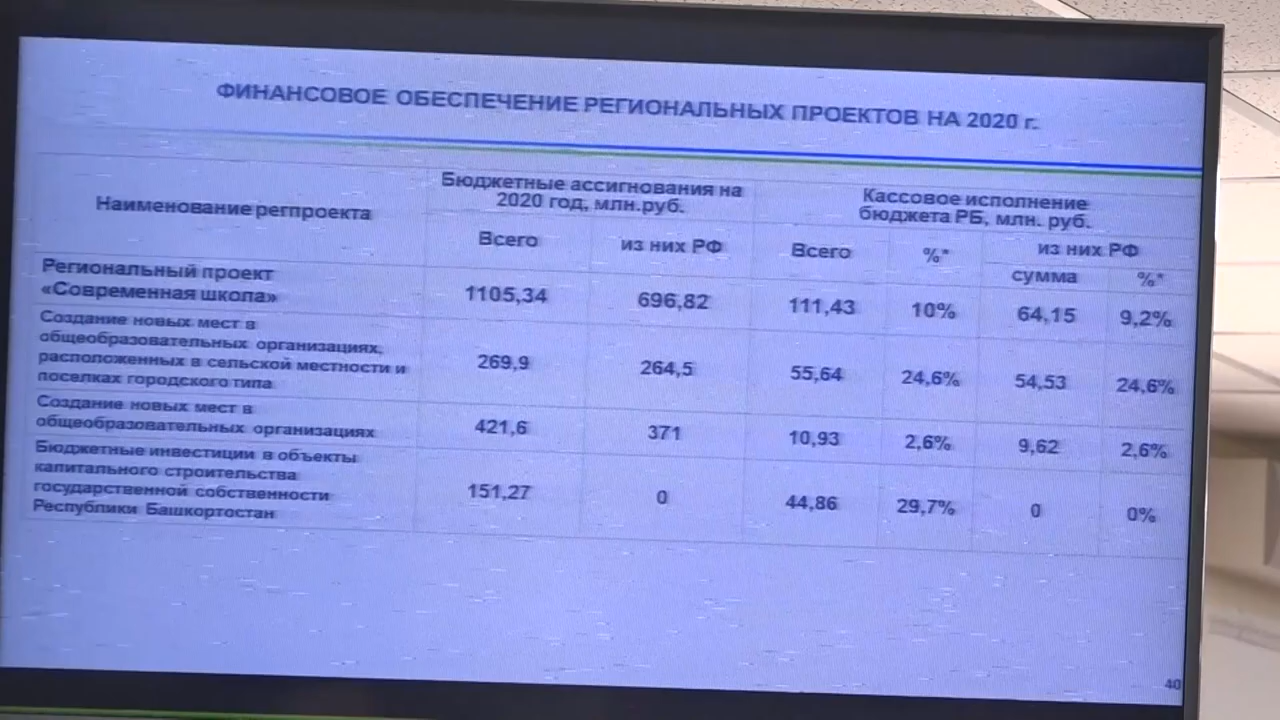 ФИНАНСОВОЕ ОБЕСПЕЧЕНИЕ РЕГИОНАЛЬНЫХ ПРОЕКТОВ НА 2020 г.
Наименование регпроекта
Бюджетные ассигнования на
2020 год, млн.руб.
Кассовое исполнение
бюджета РБ, млн. руб.
Всего
из них РФ
Всего
%*
из них РФ
сумма
%*
Региональный проект
«Современная школа»
1105,34
696,82
111,43
10%
64,15
9,2%
Создание новых мест в
общеобразовательных организациях,
расположенных в сельской местности и
поселках городского типа
269,9
264,5
55,64
24,6%
54,53
24,6%
Создание новых мест в
общеобразовательных организациях
421,6
371
10,93
2,6%
9,62
2,6%
Бюджетные инвестиции в объекты
капитального строительства
государственной собственности
Республики Башкортостан
151,27
0
44,86
29,7%
0
0%
40